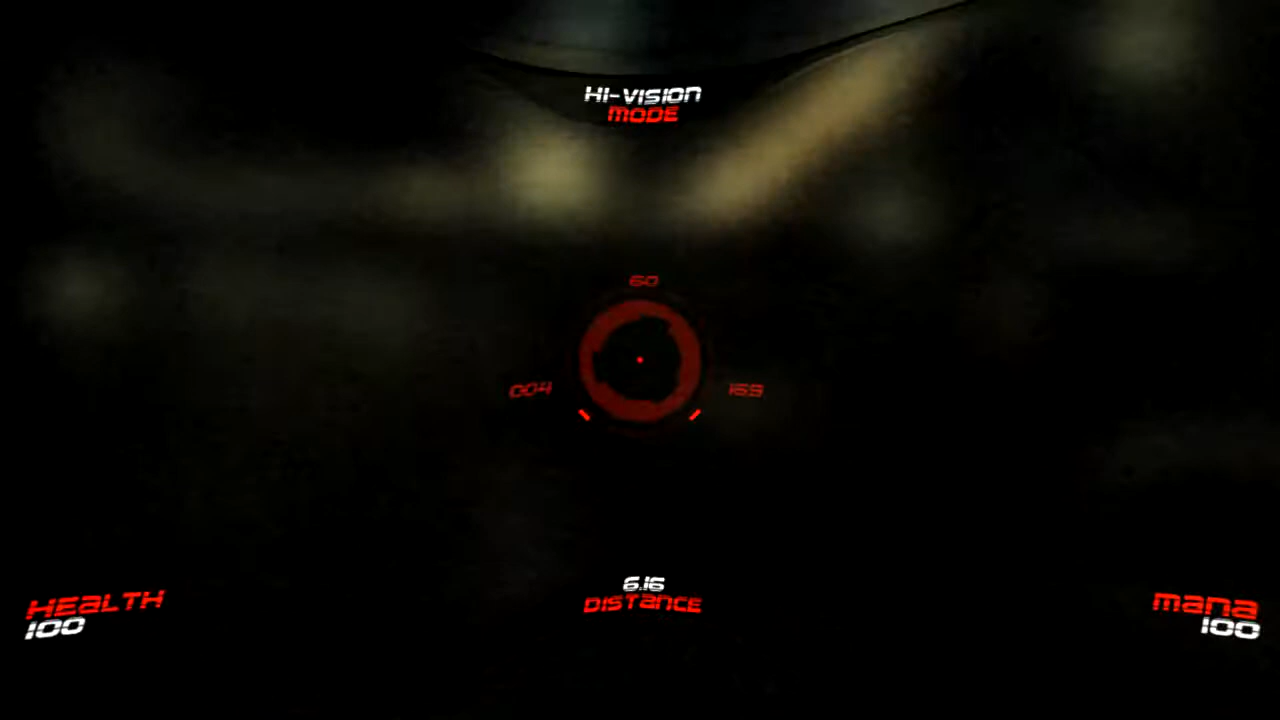 HI-VISION
MODE
60
004
169
6.16
DISTANCE
HEALTH
100
MANA
100